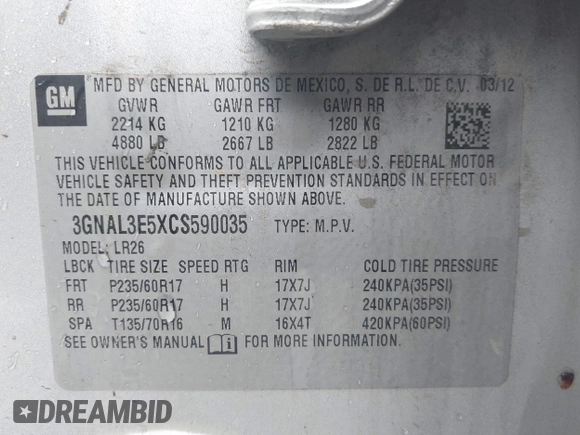 GM
MFD BY GENERAL MOTORS DE MEXICO, S. DE R.L. DE C.V. 03/12
GVWR GAWR FRT GAWR RR
2214 KG 1210 KG 1280 KG
4880 LB 2667 LB 2822 LB
THIS VEHICLE CONFORMS TO ALL APPLICABLE U.S. FEDERAL MOTOR
VEHICLE SAFETY AND THEFT PREVENTION STANDARDS IN EFFECT ON
THE DATE OF MANUFACTURE SHOWN ABOVE.
3GNAL3E5XCS590035 TYPE: M.P.V.
MODEL: LR26
LBCK TIRE SIZE SPEED RTG RIM COLD TIRE PRESSURE
FRT P235/60R17 H 17X7J 240KPA(35PSI)
RR P235/60R17 H 17X7J 240KPA(35PSI)
SPA T135/70R16 M 16X4T 420KPA(60PSI)
SEE OWNER'S MANUAL i FOR MORE INFORMATION.
DREAMBID